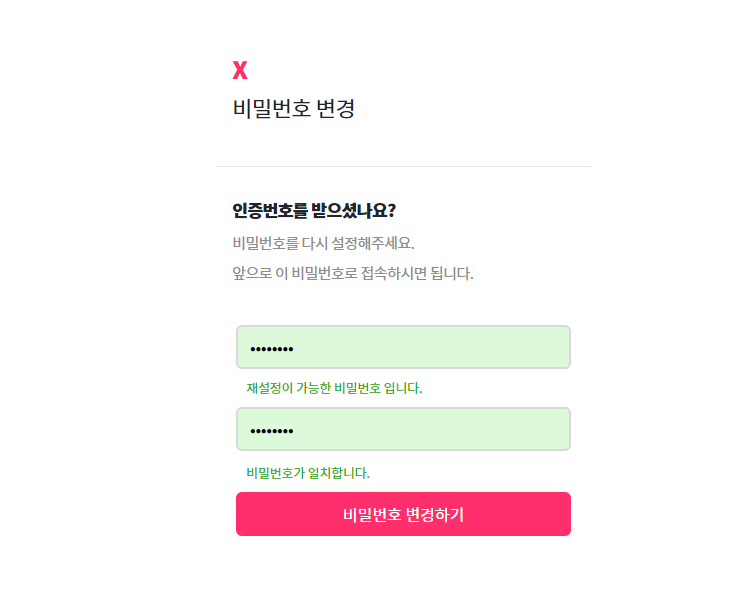 X
비밀번호 변경
인증번호를 받으셨나요?
비밀번호를 다시 설정해주세요.
앞으로 이 비밀번호로 접속하시면 됩니다.
••••••••
재설정이 가능한 비밀번호 입니다.
••••••••
비밀번호가 일치합니다.
비밀번호 변겅하기